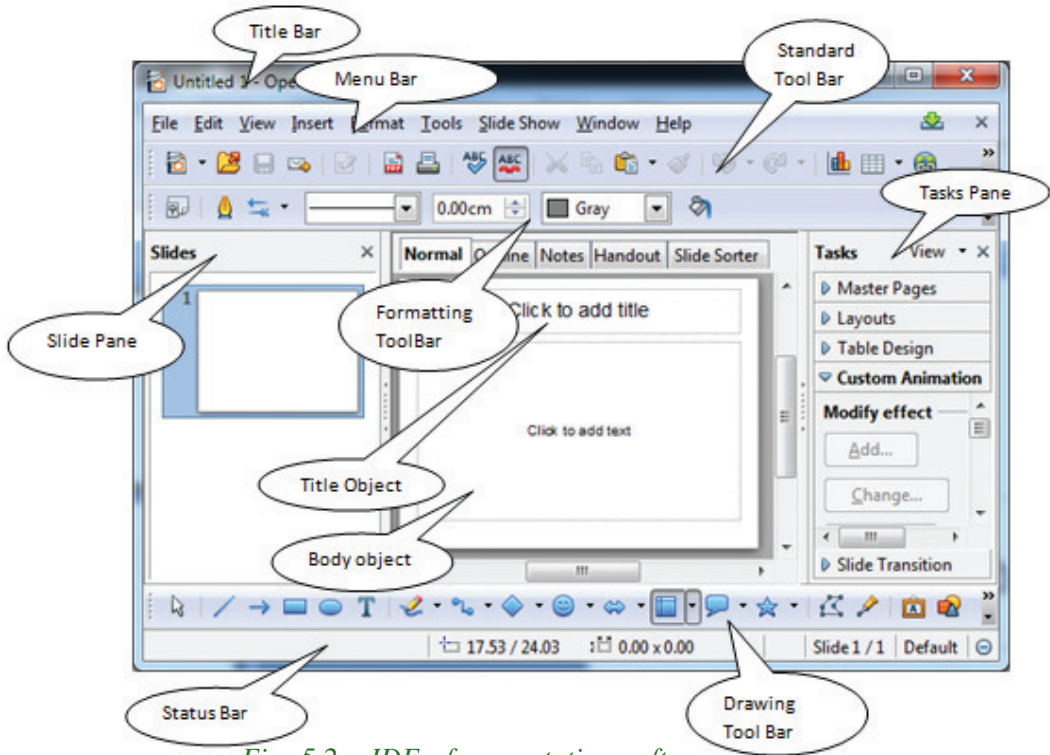 Title Bar
Standard
Tool Bar
Menu Bar
Untitled 1 - Ope
File Edit View Insert Format Tools Slide Show Window Help
ABC ABC
Tasks Pane
0.00cm Gray
Slides
Normal Outline Notes Handout Slide Sorter
Tasks View
1
Slide Pane
Formatting
ToolBar
Click to add title
Master Pages
Layouts
Table Design
Custom Animation
Modify effect
Click to add text
Add...
Change...
Title Object
Body object
Slide Transition
T
A
17.53 / 24.03 0.00 x 0.00 Slide 1 / 1 Default
Status Bar
Drawing
Tool Bar
Fig. 5.2